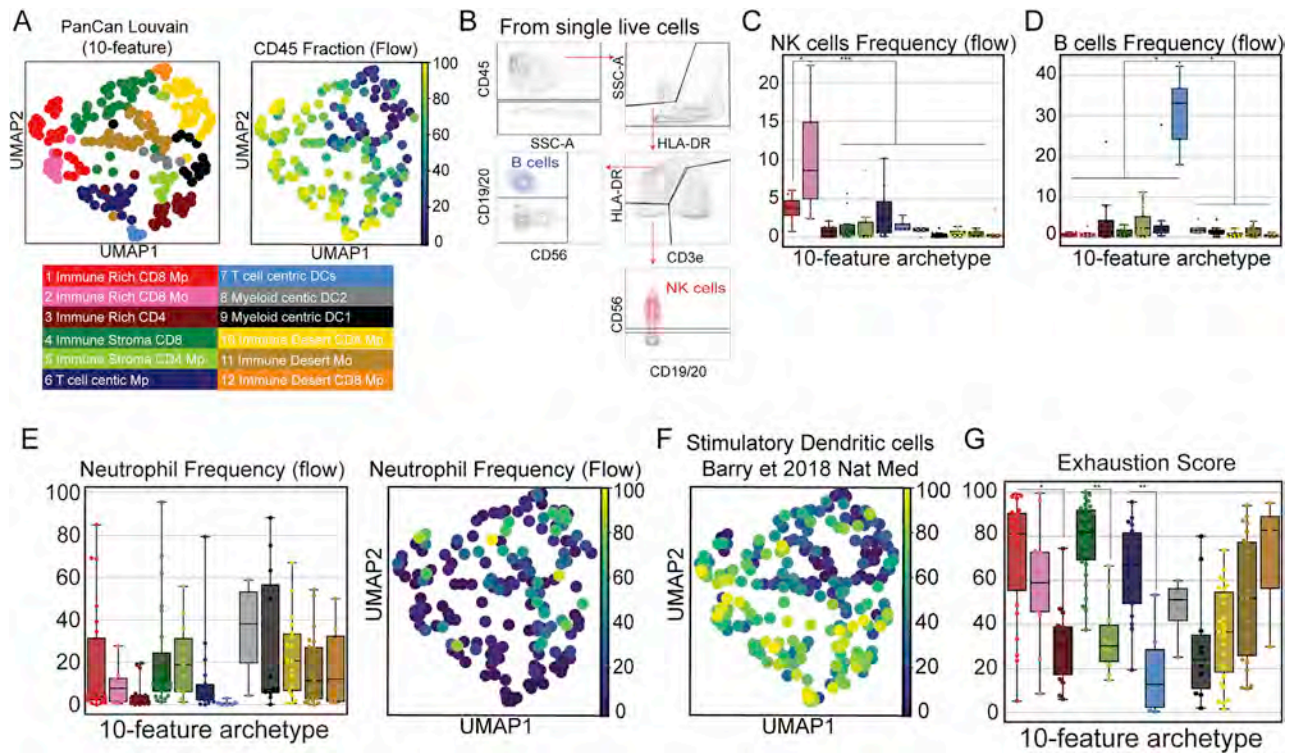 A
PanCan Louvain
(10-feature)
UMAP2
UMAP1
CD45 Fraction (Flow)
100
80
60
40
20
0
UMAP2
UMAP1
1 Immune Rich CD8 Mp
2 Immune Rich CD8 Mo
3 Immune Rich CD4
4 Immune Stroma CD8
5 Immune Stroma CD4 Mp
6 T cell centic Mp
7 T cell centric DCs
8 Myeloid centic DC2
9 Myeloid centric DC1
10 Immune Desert CD4 Mp
11 Immune Desert Mo
12 Immune Desert CD8 Mp
B
From single live cells
CD45
SSC-A
SSC-A
HLA-DR
B cells
CD19/20
CD56
HLA-DR
CD3e
NK cells
CD56
CD19/20
C
NK cells Frequency (flow)
*
***
20
15
10
5
0
10-feature archetype
D
B cells Frequency (flow)
*
*
40
30
20
10
0
10-feature archetype
E
Neutrophil Frequency (flow)
100
80
60
40
20
0
10-feature archetype
Neutrophil Frequency (Flow)
100
80
60
40
20
0
UMAP2
UMAP1
F
Stimulatory Dendritic cells
Barry et 2018 Nat Med
100
80
60
40
20
0
UMAP2
UMAP1
G
Exhaustion Score
*
**
**
100
80
60
40
20
0
10-feature archetype